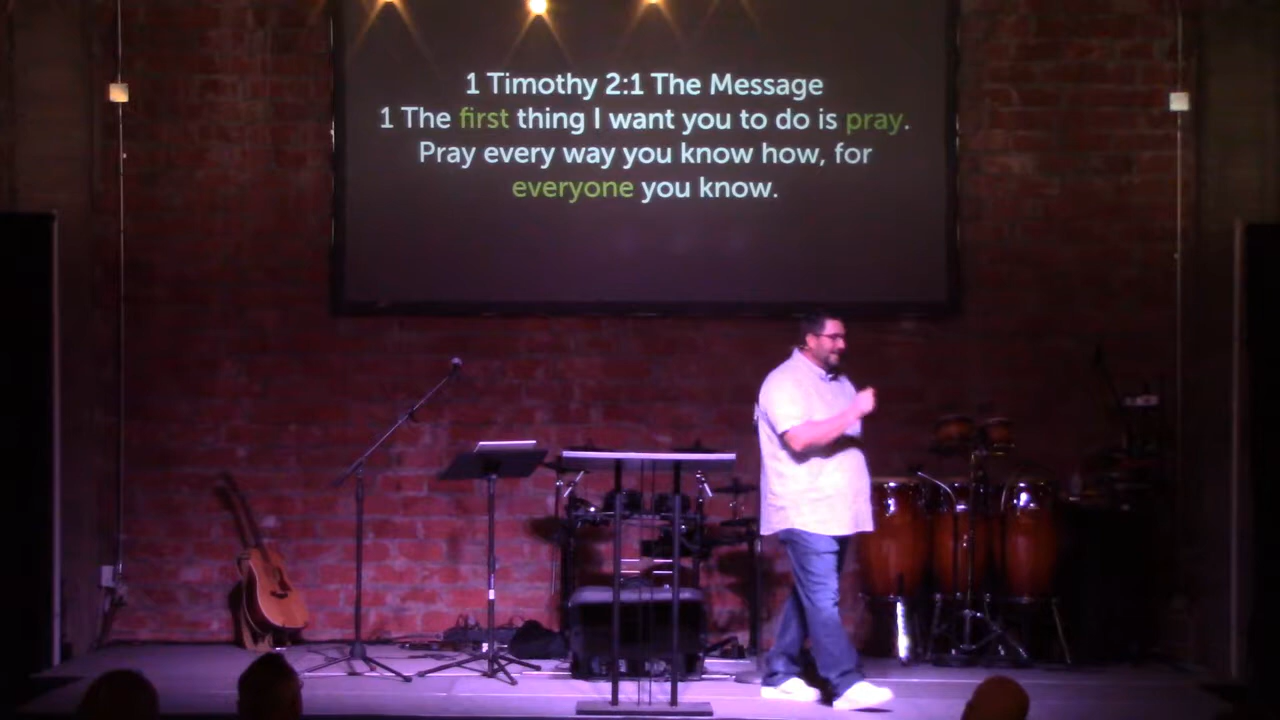 1 Timothy 2:1 The Message
1 The first thing I want you to do is pray.
Pray every way you know how, for
everyone you know.